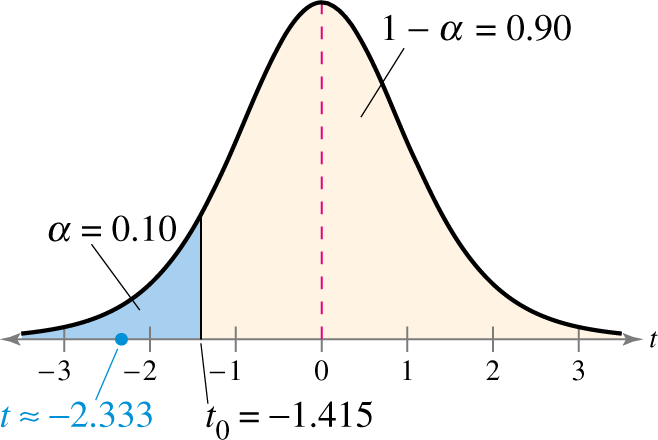 1 − α = 0.90
α = 0.10
t
−3 −2 −1 0 1 2 3
t ≈ −2.333
t₀ = −1.415